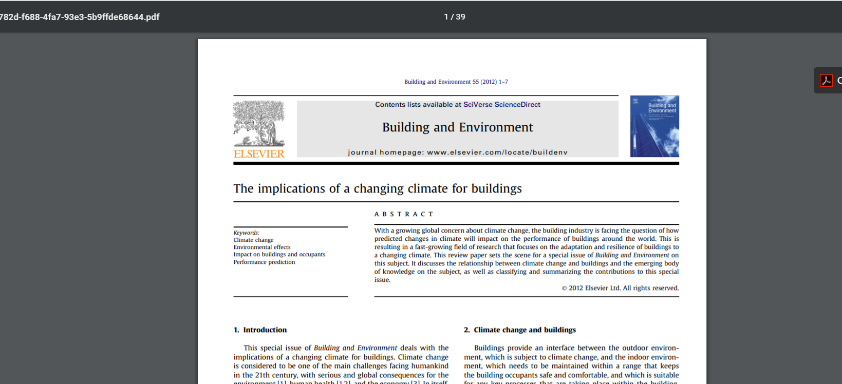 782d-f688-4fa7-93e3-5b9ffde68644.pdf
1 / 39
Building and Environment 55 (2012) 1–7
Contents lists available at SciVerse ScienceDirect
Building and Environment
journal homepage: www.elsevier.com/locate/buildenv
ELSEVIER
Building and
Environment
The implications of a changing climate for buildings
Keywords:
Climate change
Environmental effects
Impact on buildings and occupants
Performance prediction
ABSTRACT
With a growing global concern about climate change, the building industry is facing the question of how
predicted changes in climate will impact on the performance of buildings around the world. This is
resulting in a fast-growing field of research that focuses on the adaptation and resilience of buildings to
a changing climate. This review paper sets the scene for a special issue of Building and Environment on
this subject. It discusses the relationship between climate change and buildings and the emerging body
of knowledge on the subject, as well as classifying and summarizing the contributions to this special
issue.
© 2012 Elsevier Ltd. All rights reserved.
1. Introduction
This special issue of Building and Environment deals with the
implications of a changing climate for buildings. Climate change
is considered to be one of the main challenges facing humankind
in the 21th century, with serious and global consequences for the
environment [1], human health [1,2], and the economy [3]. In itself,
2. Climate change and buildings
Buildings provide an interface between the outdoor environ-
ment, which is subject to climate change, and the indoor environ-
ment, which needs to be maintained within a range that keeps
the building occupants safe and comfortable, and which is suitable
for any key processes that are taking place within the building.